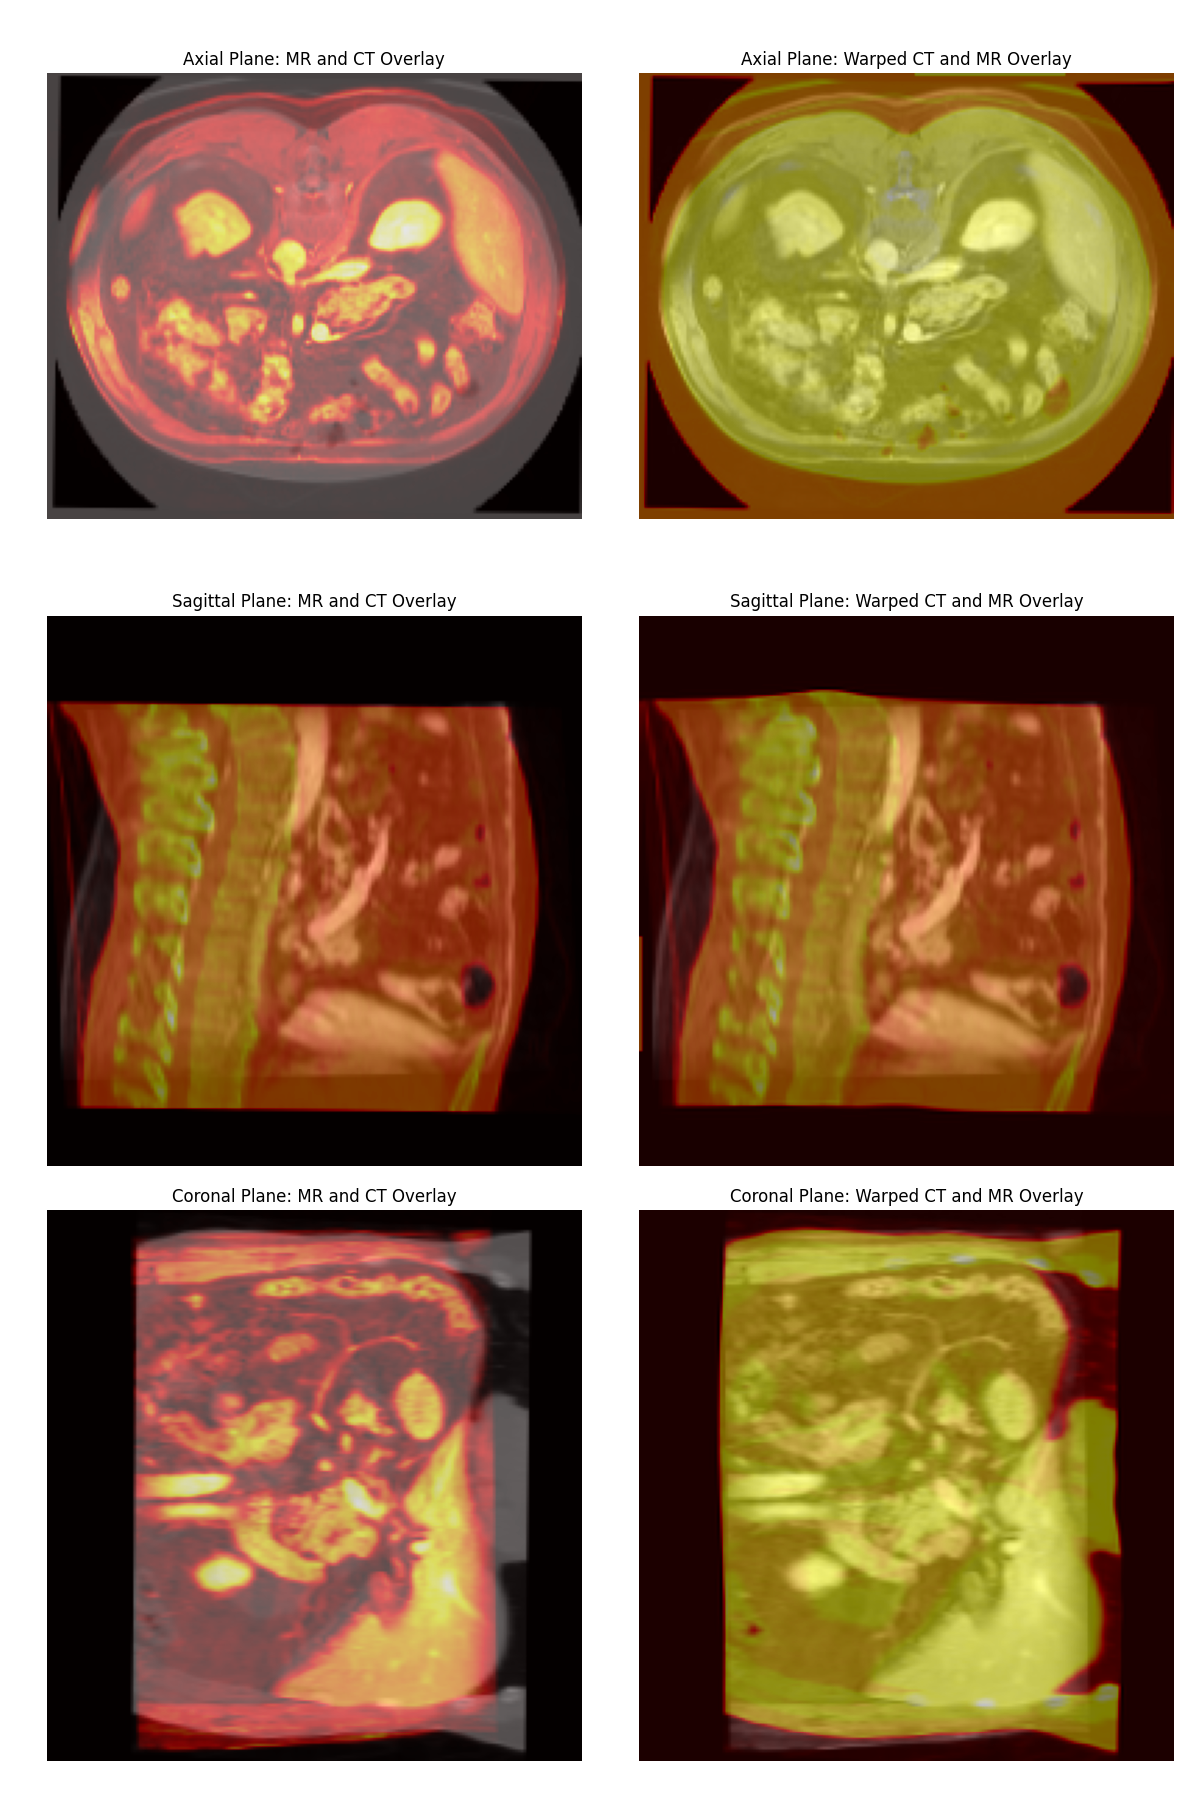 Axial Plane: MR and CT Overlay
Axial Plane: Warped CT and MR Overlay
Sagittal Plane: MR and CT Overlay
Sagittal Plane: Warped CT and MR Overlay
Coronal Plane: MR and CT Overlay
Coronal Plane: Warped CT and MR Overlay